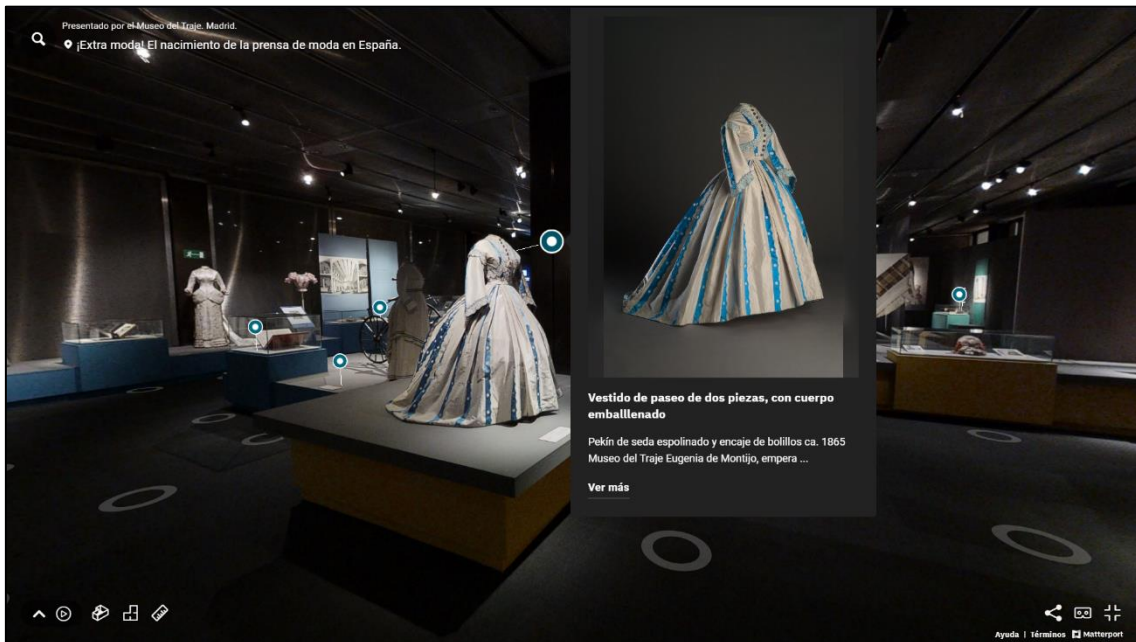 Presentado por el Museo del Traje. Madrid.
¡Extra moda! El nacimiento de la prensa de moda en España.
Vestido de paseo de dos piezas, con cuerpo
emballlenado
Pekín de seda espolinado y encaje de bolillos ca. 1865
Museo del Traje Eugenia de Montijo, empera ...
Ver más
Ayuda | Términos Matterport